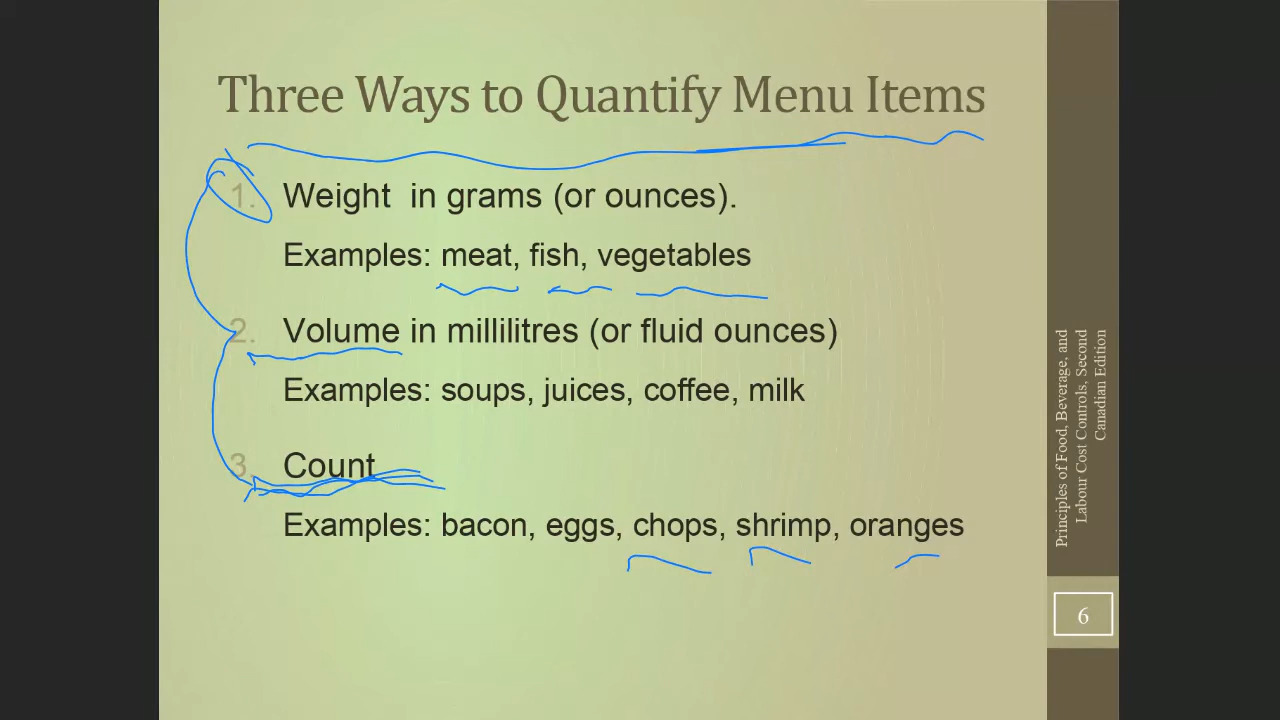 Three Ways to Quantify Menu Items
1. Weight in grams (or ounces).
Examples: meat, fish, vegetables
2. Volume in millilitres (or fluid ounces)
Examples: soups, juices, coffee, milk
3. Count
Examples: bacon, eggs, chops, shrimp, oranges
Principles of Food, Beverage, and
Labour Cost Controls, Second
Canadian Edition
6